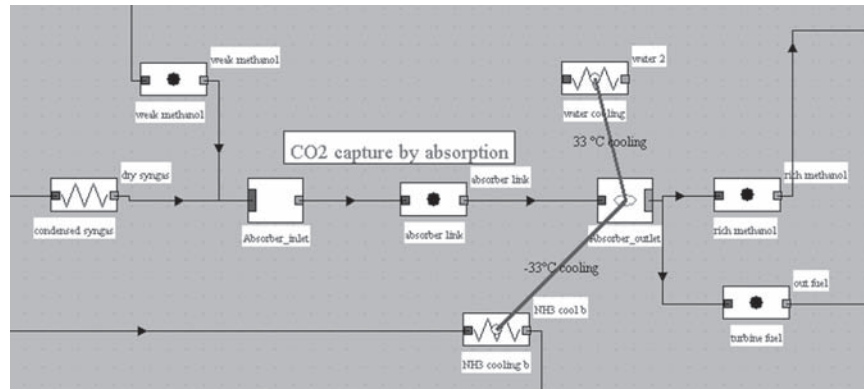 weak methanol
weak methanol
water 2
water cooling
33 °C cooling
CO2 capture by absorption
dry syngas
condensed syngas
Absorber_inlet
absorber link
absorber link
Absorber_outlet
rich methanol
rich methanol
-33°C cooling
NH3 cool b
NH3 cooling b
out fuel
turbine fuel